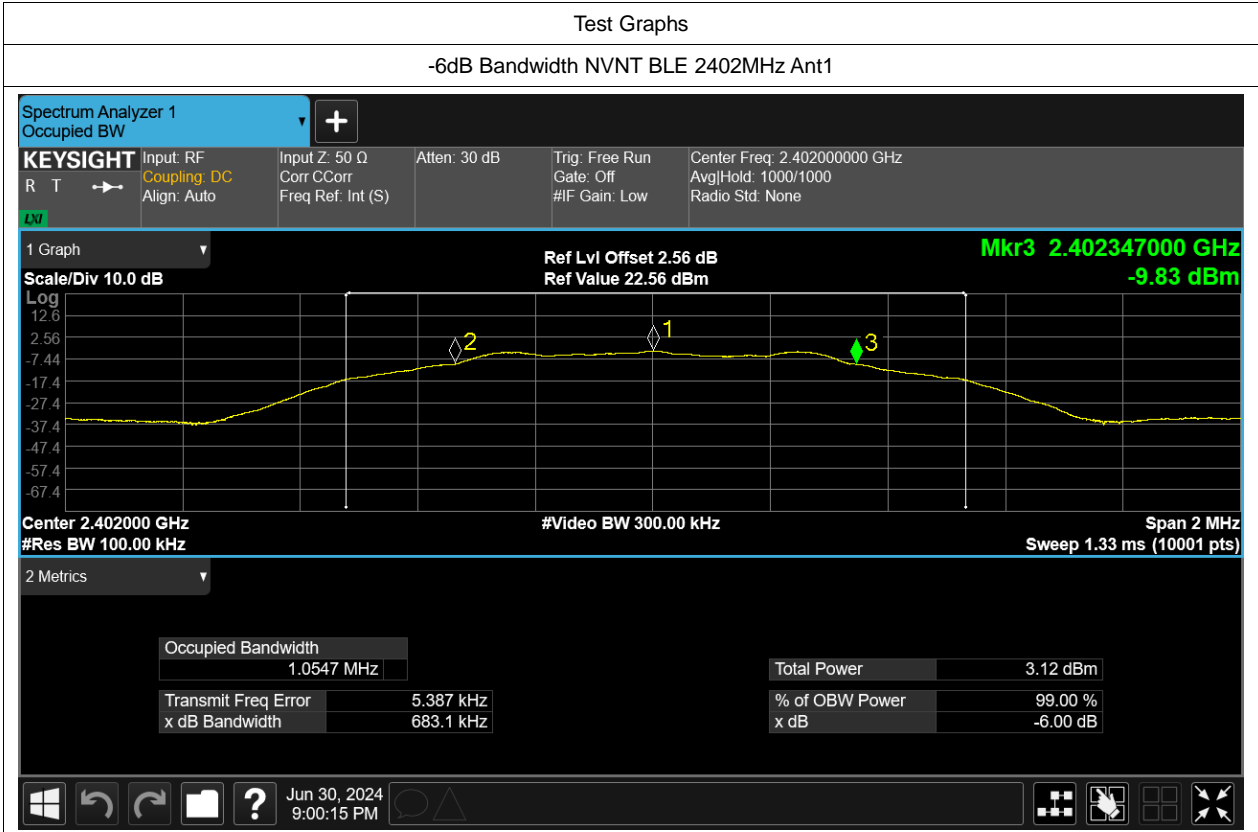 Test Graphs
-6dB Bandwidth NVNT BLE 2402MHz Ant1
Spectrum Analyzer 1
Occupied BW
KEYSIGHT
R T
LXI
Input: RF
Coupling: DC
Align: Auto
Input Z: 50 Ω
Corr CCorr
Freq Ref: Int (S)
Atten: 30 dB
Trig: Free Run
Gate: Off
#IF Gain: Low
Center Freq: 2.402000000 GHz
Avg|Hold: 1000/1000
Radio Std: None
1 Graph
Scale/Div 10.0 dB
Ref Lvl Offset 2.56 dB
Ref Value 22.56 dBm
Mkr3 2.402347000 GHz
-9.83 dBm
Log
12.6
2.56
-7.44
-17.4
-27.4
-37.4
-47.4
-57.4
-67.4
2
1
3
Center 2.402000 GHz
#Video BW 300.00 kHz
Span 2 MHz
#Res BW 100.00 kHz
Sweep 1.33 ms (10001 pts)
2 Metrics
Occupied Bandwidth
1.0547 MHz
Total Power 3.12 dBm
Transmit Freq Error 5.387 kHz
% of OBW Power 99.00 %
x dB Bandwidth 683.1 kHz
x dB -6.00 dB
?
Jun 30, 2024
9:00:15 PM